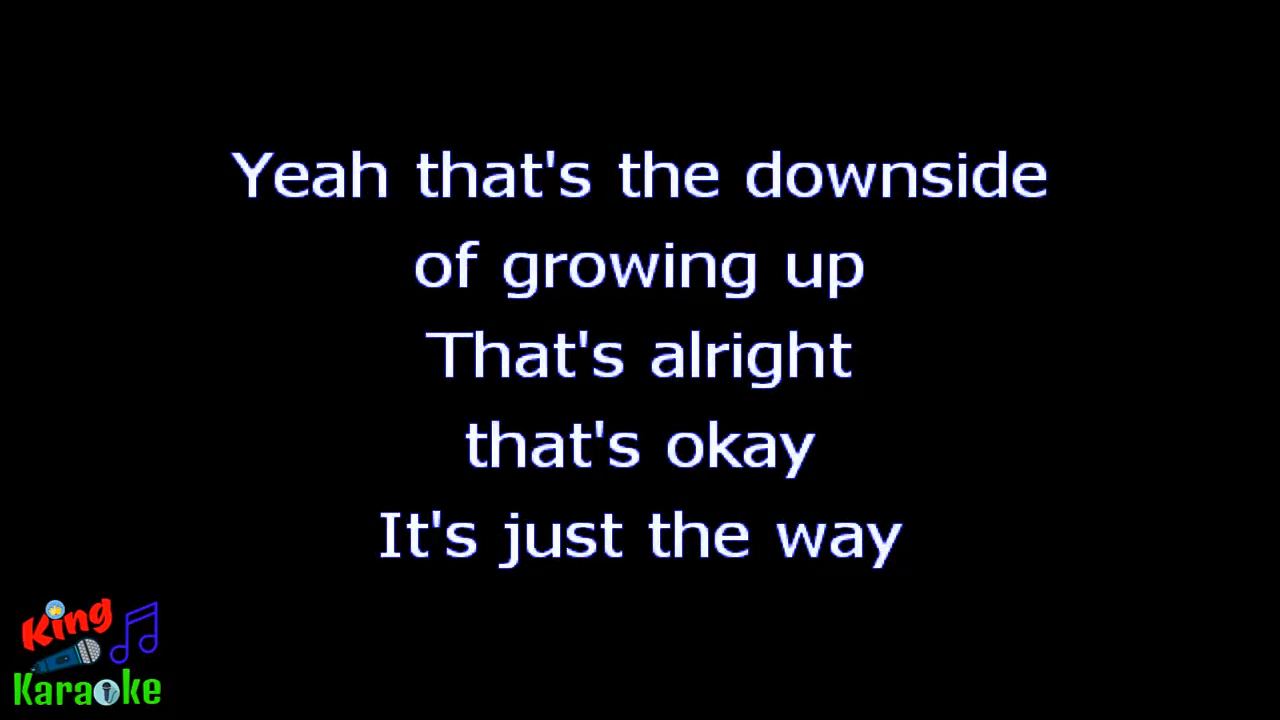 Yeah that's the downside
of growing up
That's alright
that's okay
It's just the way
King
Karaoke